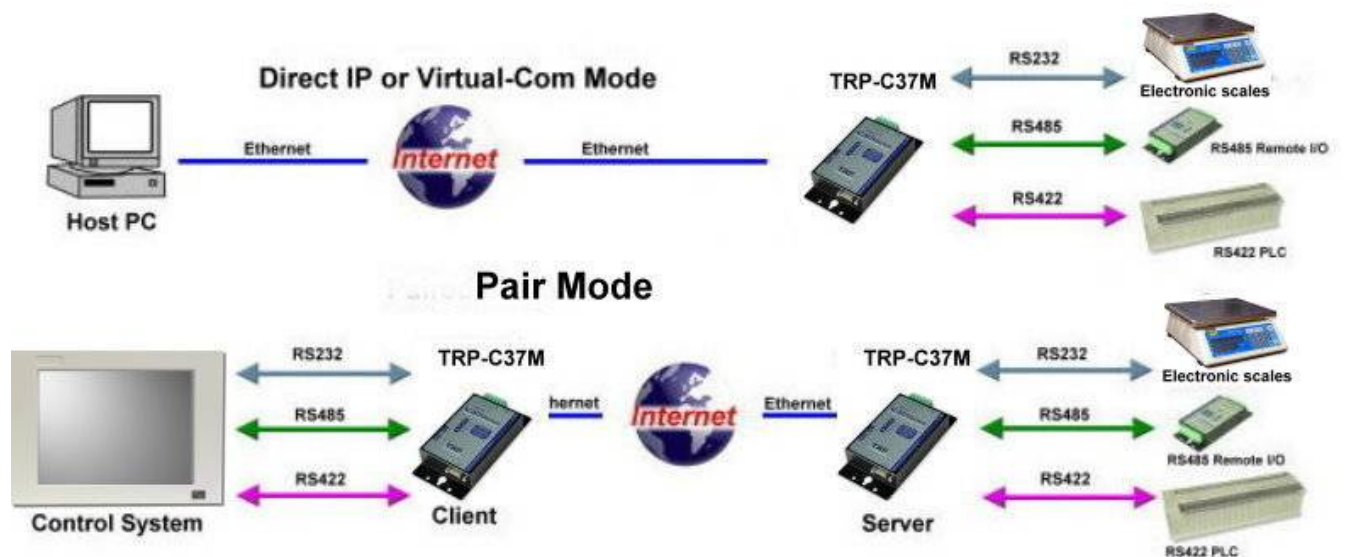 Direct IP or Virtual-Com Mode
Host PC
Ethernet
Internet
Ethernet
TRP-C37M
RS232
RS485
RS422
Electronic scales
RS485 Remote I/O
RS422 PLC
Pair Mode
Control System
RS232
RS485
RS422
TRP-C37M
Client
hernet
Internet
Ethernet
TRP-C37M
Server
RS232
RS485
RS422
Electronic scales
RS485 Remote I/O
RS422 PLC